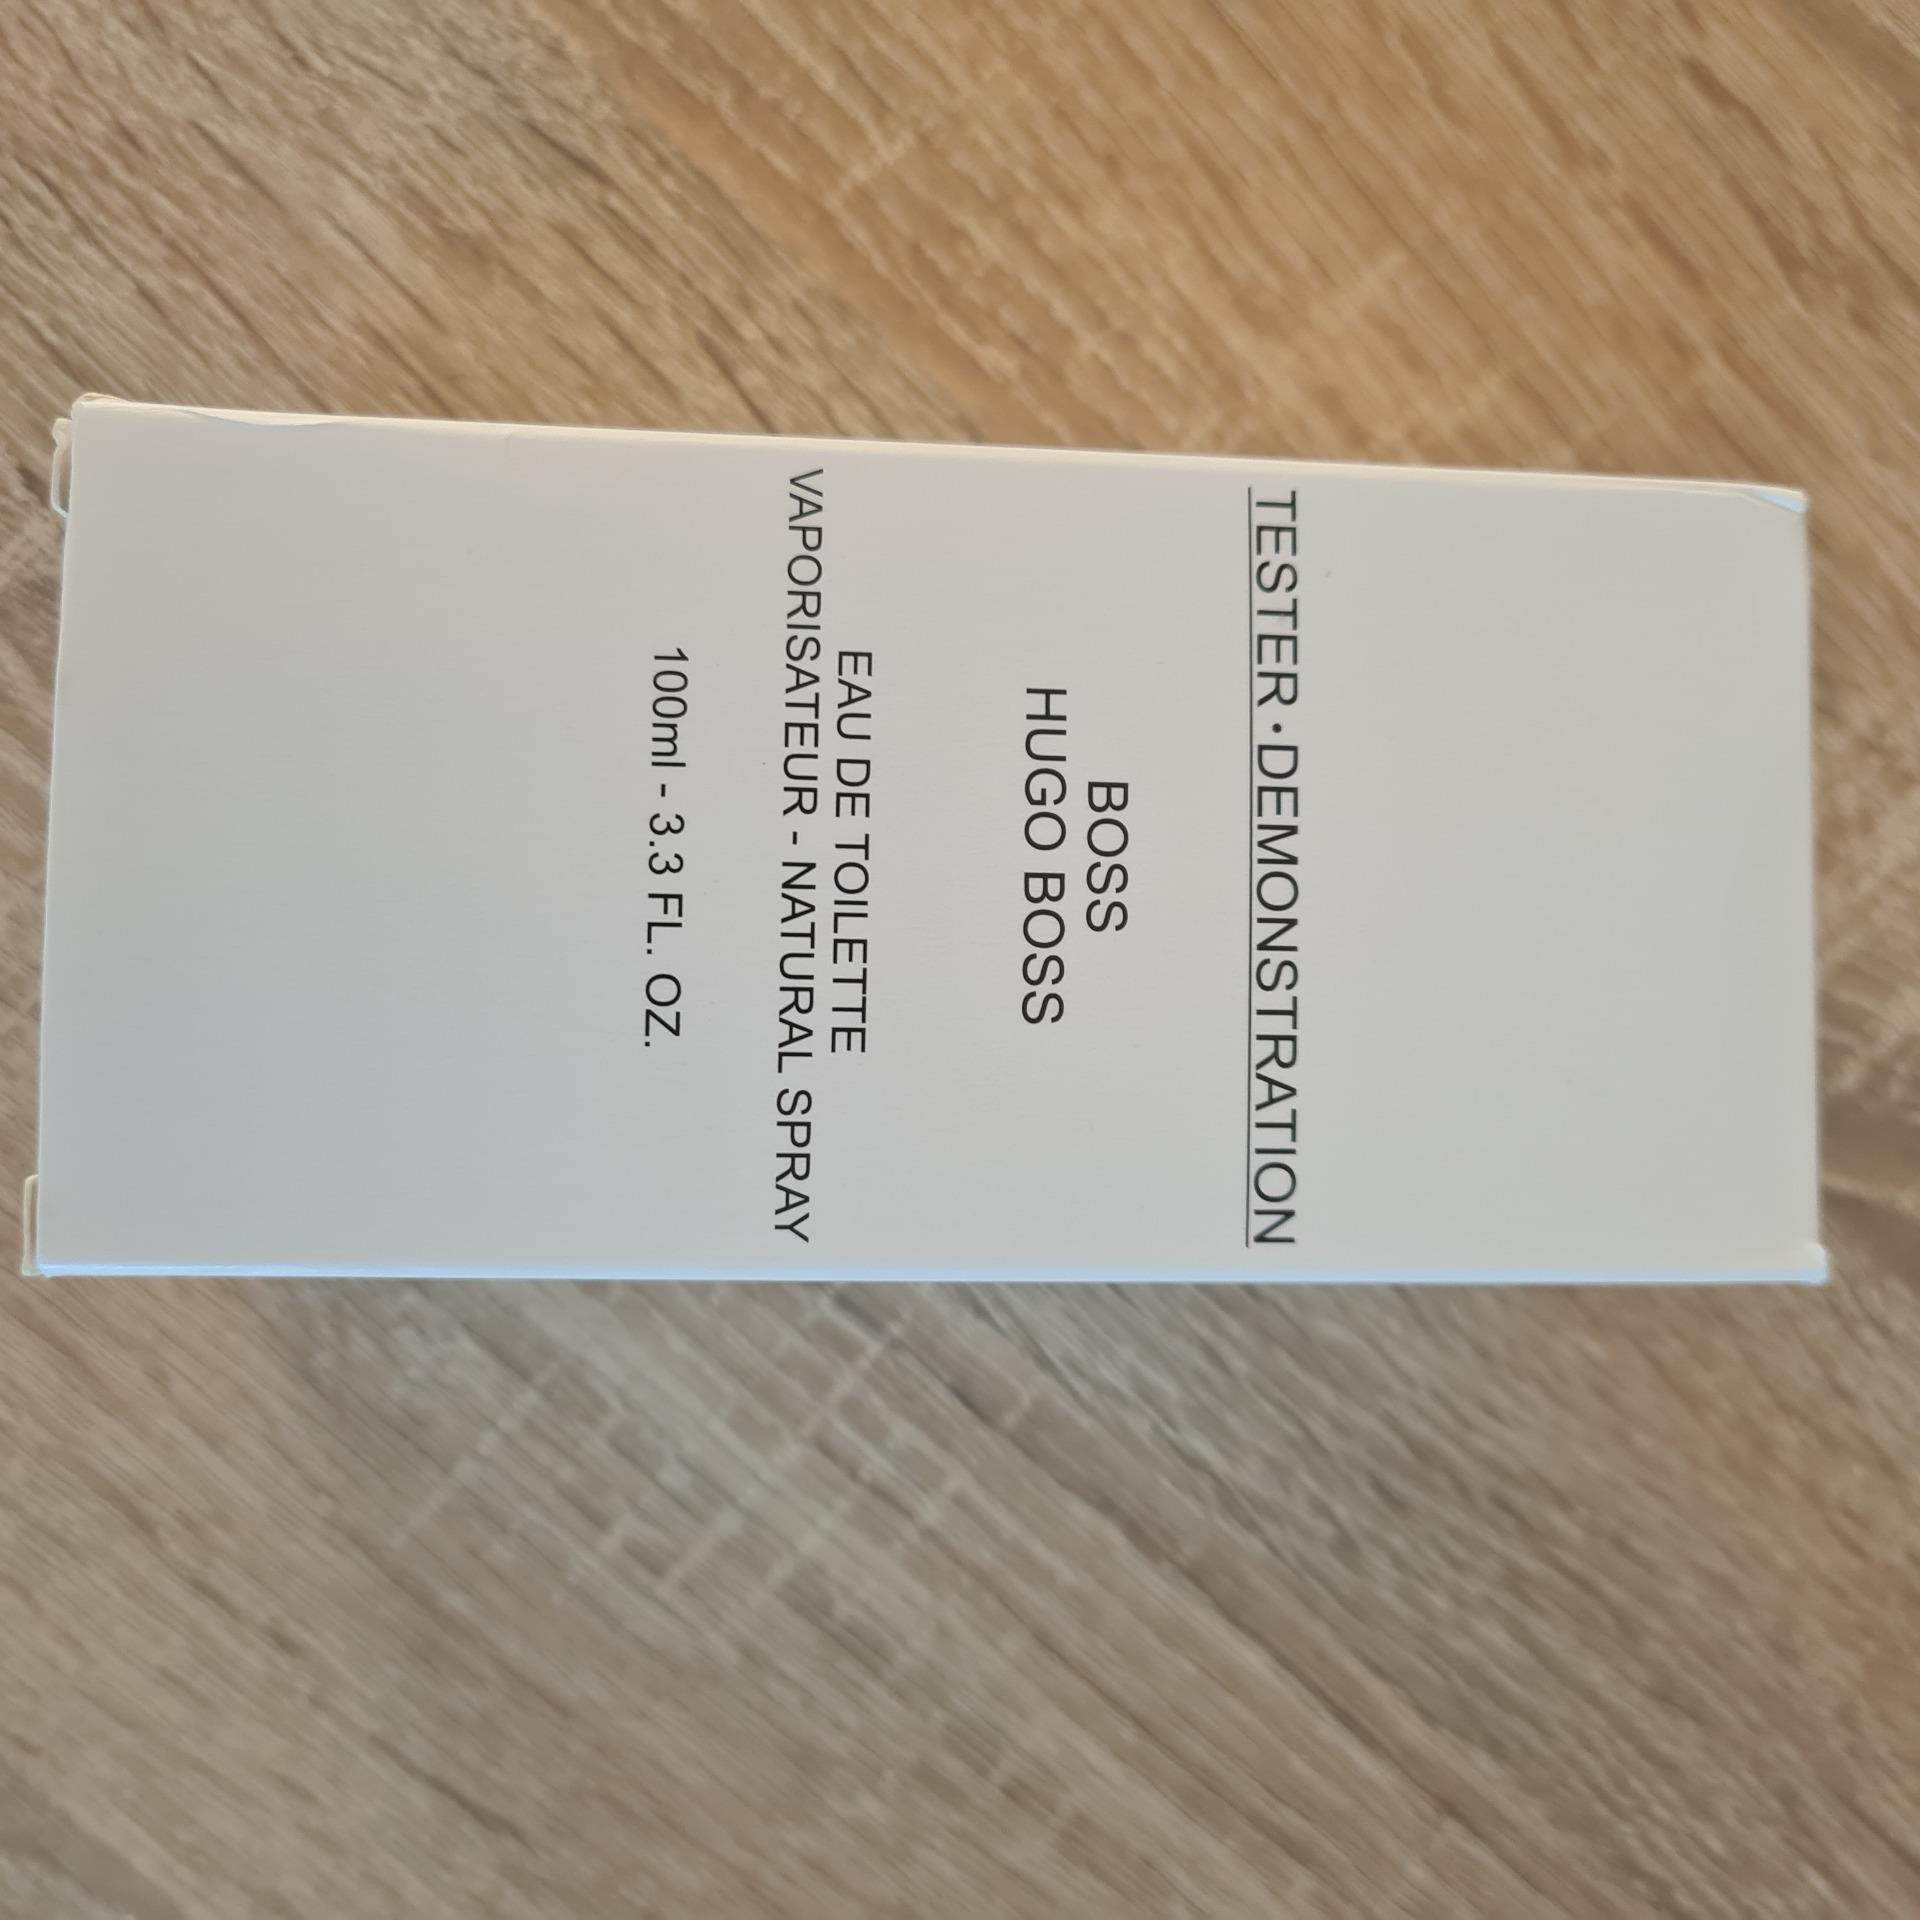 TESTER • DEMONSTRATION
BOSS
HUGO BOSS
EAU DE TOILETTE
VAPORISATEUR - NATURAL SPRAY
100ml - 3.3 FL. OZ.